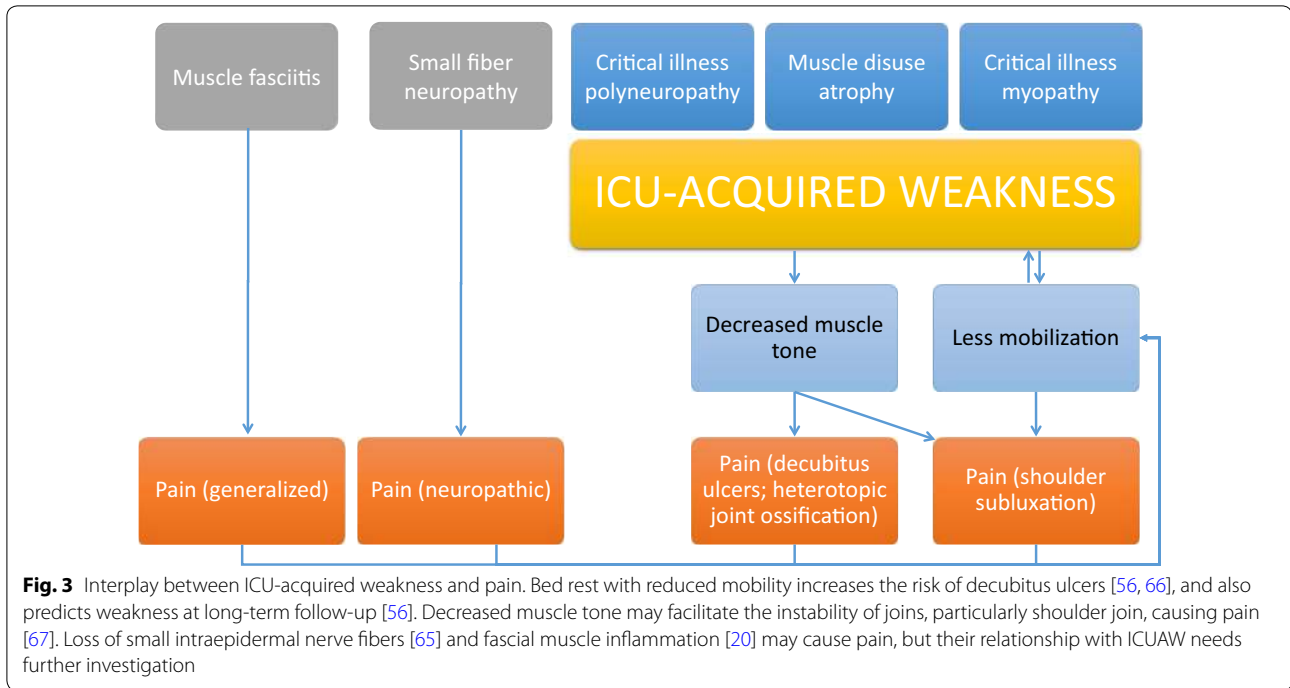 Muscle fasciitis
Small fiber
neuropathy
Critical illness
polyneuropathy
Muscle disuse
atrophy
Critical illness
myopathy
ICU-ACQUIRED WEAKNESS
Decreased muscle
tone
Less mobilization
Pain (generalized)
Pain (neuropathic)
Pain (decubitus
ulcers; heterotopic
joint ossification)
Pain (shoulder
subluxation)
Fig. 3 Interplay between ICU-acquired weakness and pain. Bed rest with reduced mobility increases the risk of decubitus ulcers [56, 66], and also
predicts weakness at long-term follow-up [56]. Decreased muscle tone may facilitate the instability of joins, particularly shoulder join, causing pain
[67]. Loss of small intraepidermal nerve fibers [65] and fascial muscle inflammation [20] may cause pain, but their relationship with ICUAW needs
further investigation